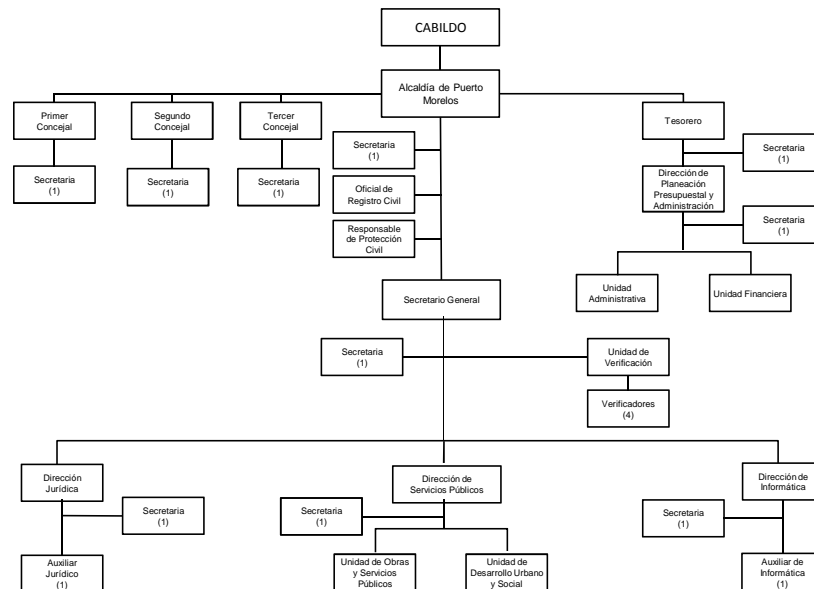 CABILDO
Alcaldía de Puerto
Morelos
Primer
Concejal
Segundo
Concejal
Tercer
Concejal
Tesorero
Secretaria
(1)
Secretaria
(1)
Secretaria
(1)
Secretaria
(1)
Oficial de
Registro Civil
Responsable
de Protección
Civil
Secretaria
(1)
Dirección de
Planeación
Presupuestal y
Administración
Secretaria
(1)
Unidad
Administrativa
Unidad Financiera
Secretario General
Secretaria
(1)
Unidad de
Verificación
Verificadores
(4)
Dirección
Jurídica
Dirección de
Servicios Públicos
Dirección de
Informática
Secretaria
(1)
Secretaria
(1)
Secretaria
(1)
Auxiliar
Jurídico
(1)
Unidad de Obras
y Servicios
Públicos
Unidad de
Desarrollo Urbano
y Social
Auxiliar de
Informática
(1)